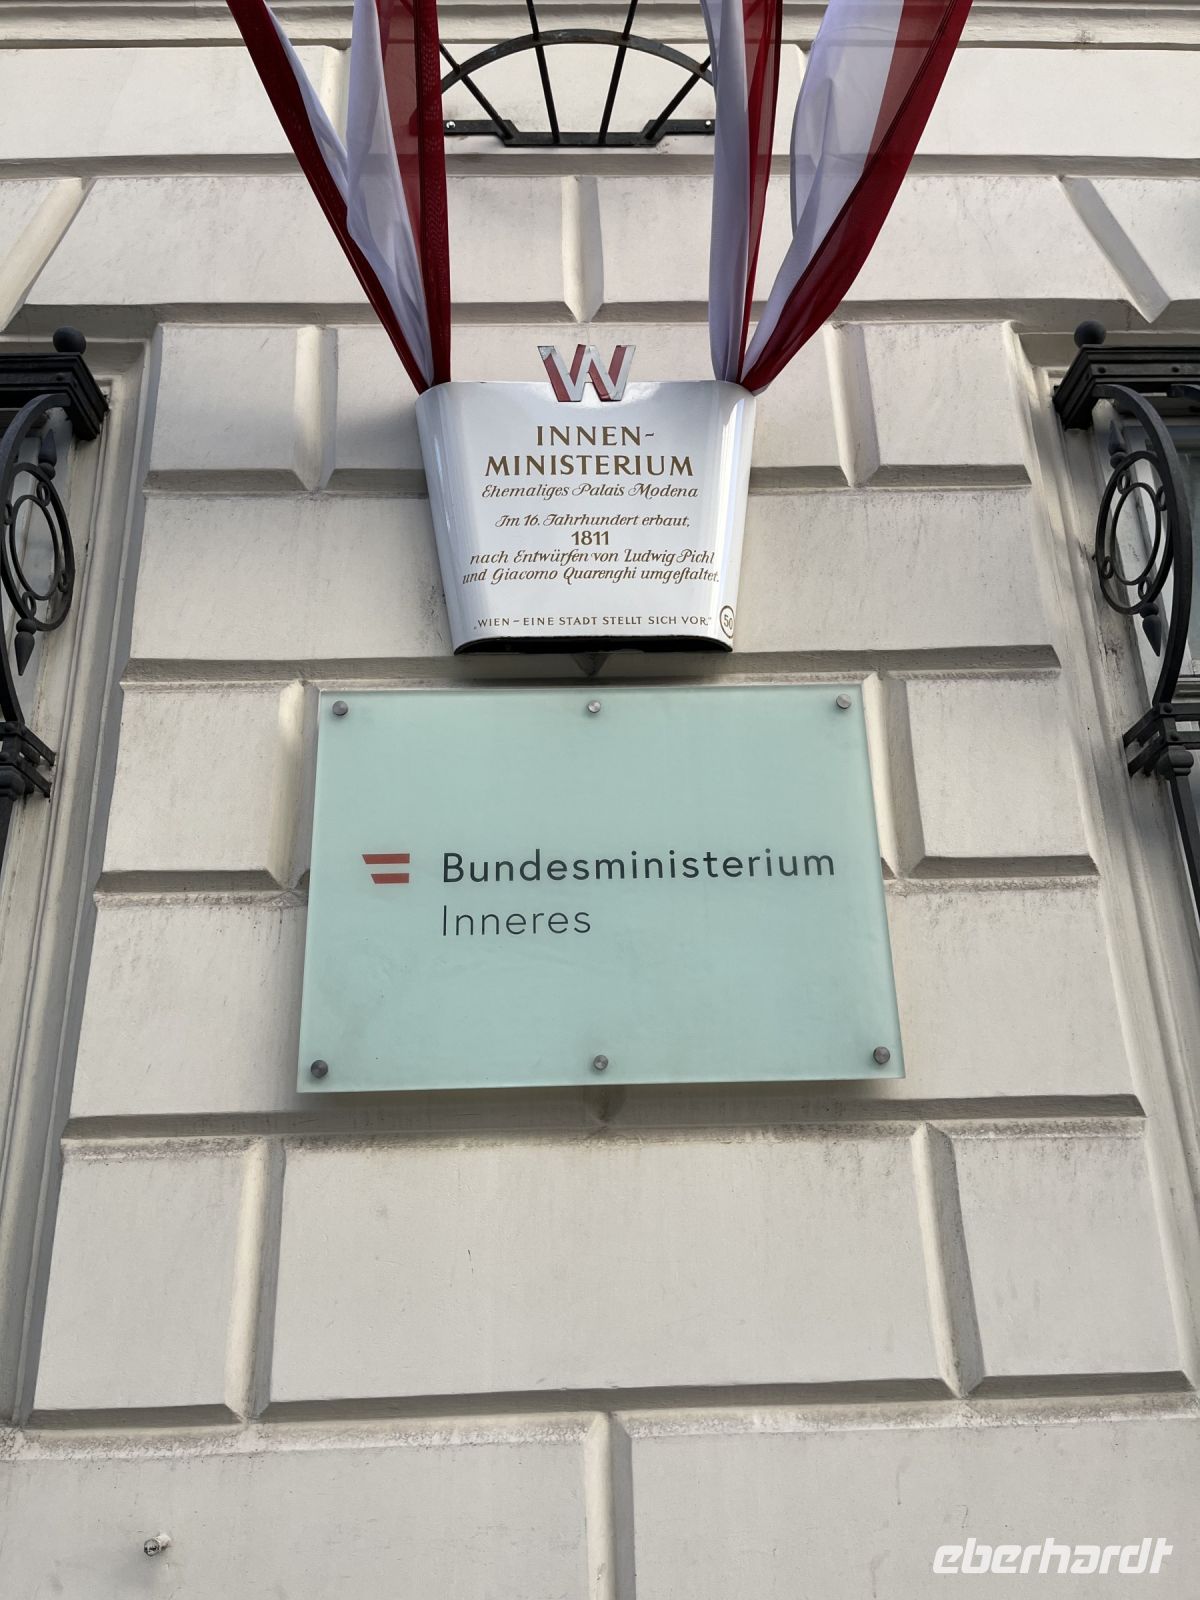 W
INNEN-
MINISTERIUM
Ehemaliges Palais Modena
Im 16. Jahrhundert erbaut,
1811
nach Entwürfen von Ludwig Pichl
und Giacomo Quarenghi umgestaltet.
„WIEN – EINE STADT STELLT SICH VOR“
50
Bundesministerium
Inneres
eberhardt